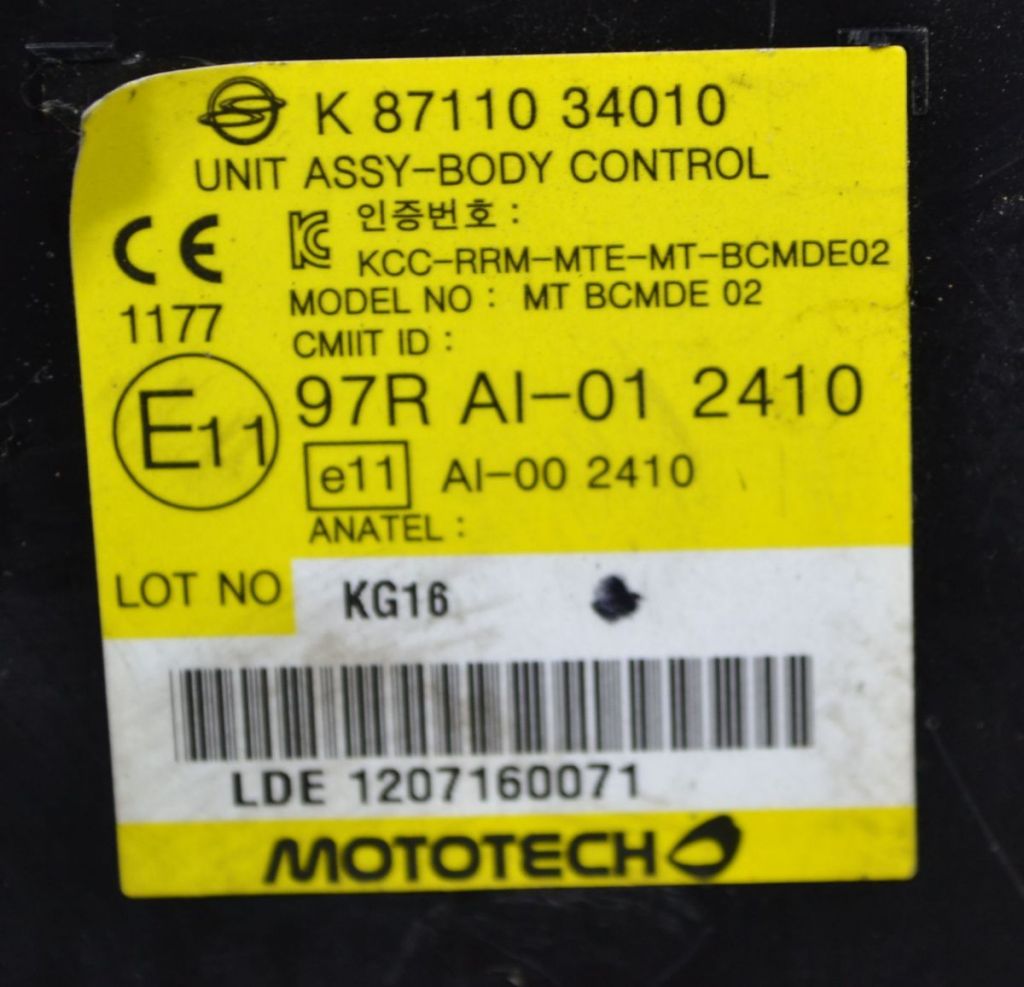 K 87110 34010
UNIT ASSY-BODY CONTROL
CE
1177
인증번호 :
KCC-RRM-MTE-MT-BCMDE02
MODEL NO : MT BCMDE 02
CMIIT ID :
E11
97R AI-01 2410
e11 AI-00 2410
ANATEL :
LOT NO KG16
LDE 1207160071
MOTOTECH